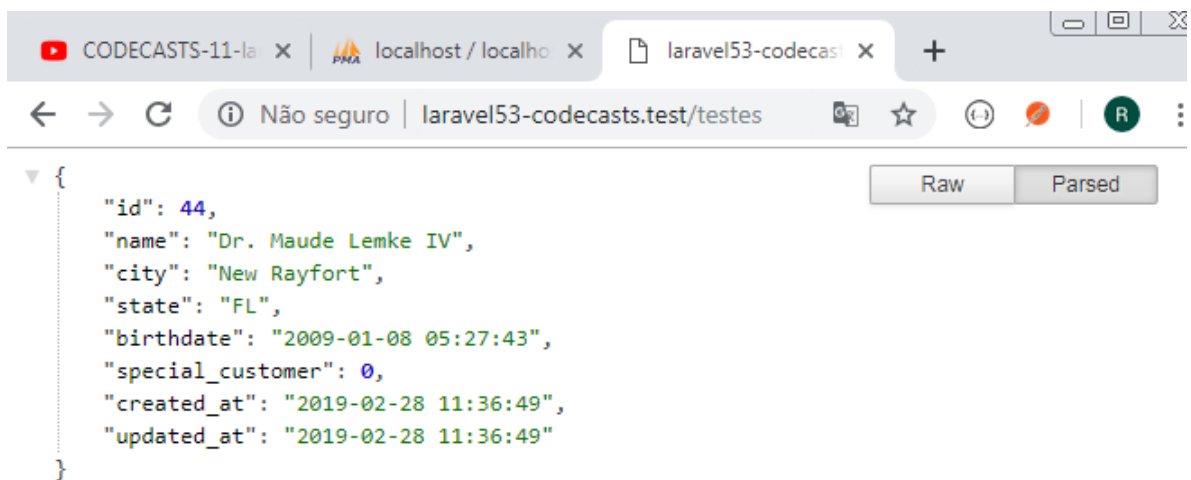 CODECASTS-11-la
PMA localhost / localho
laravel53-codecast
Não seguro | laravel53-codecasts.test/testes
R
Raw
Parsed
{
"id": 44,
"name": "Dr. Maude Lemke IV",
"city": "New Rayfort",
"state": "FL",
"birthdate": "2009-01-08 05:27:43",
"special_customer": 0,
"created_at": "2019-02-28 11:36:49",
"updated_at": "2019-02-28 11:36:49"
}